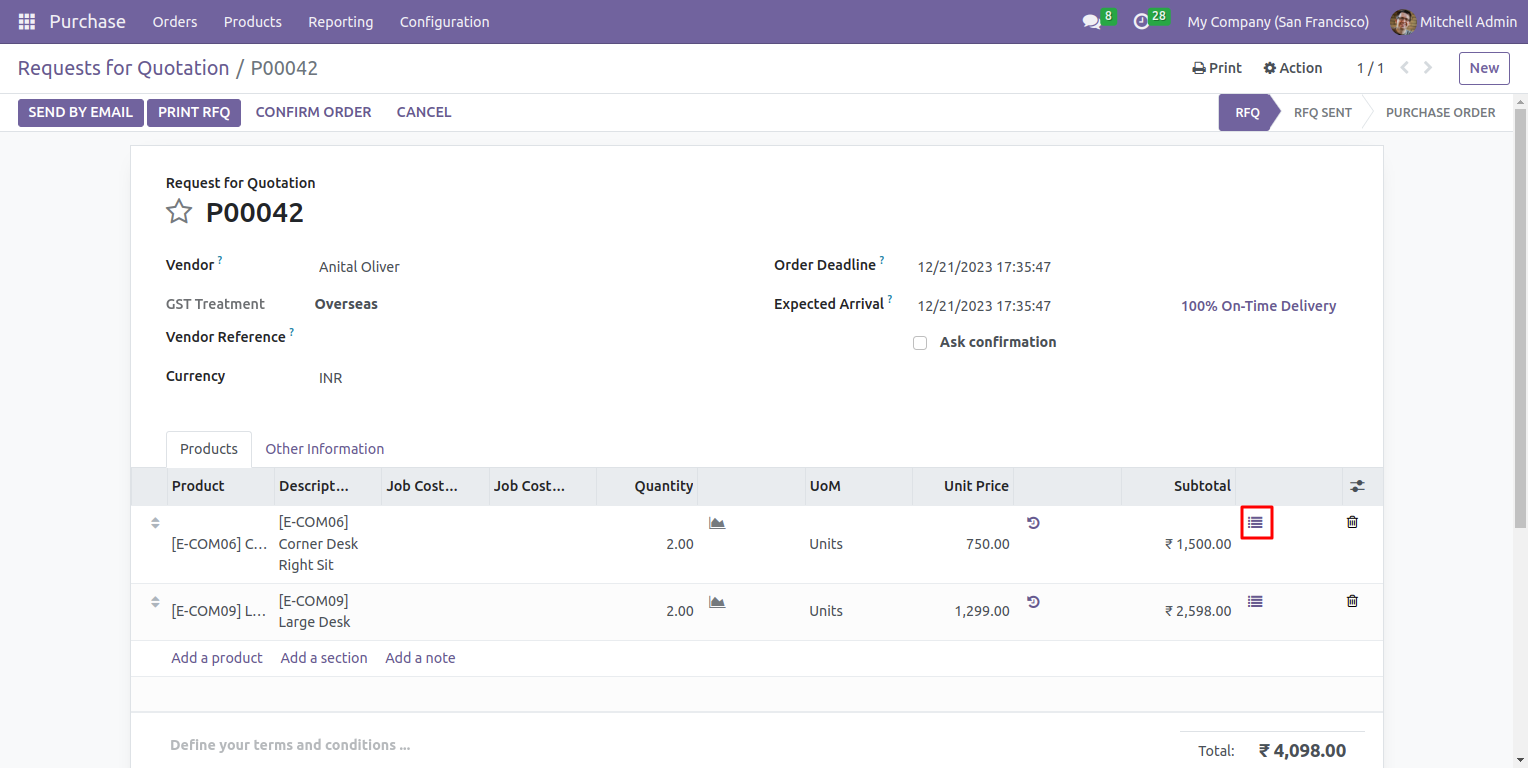 Purchase Orders Products Reporting Configuration 8 28 My Company (San Francisco) Mitchell Admin
Requests for Quotation / P00042 Print Action 1 / 1 New
SEND BY EMAIL PRINT RFQ CONFIRM ORDER CANCEL RFQ RFQ SENT PURCHASE ORDER
Request for Quotation
P00042
Vendor ? Anital Oliver Order Deadline ? 12/21/2023 17:35:47
GST Treatment Overseas Expected Arrival ? 12/21/2023 17:35:47 100% On-Time Delivery
Vendor Reference ? Ask confirmation
Currency INR
Products Other Information
Product Descript... Job Cost... Job Cost... Quantity UoM Unit Price Subtotal
[E-COM06]
[E-COM06] C... Corner Desk 2.00 Units 750.00 ₹ 1,500.00
Right Sit
[E-COM09]
[E-COM09] L... 2.00 Units 1,299.00 ₹ 2,598.00
Large Desk
Add a product Add a section Add a note
Define your terms and conditions ...
Total: ₹ 4,098.00